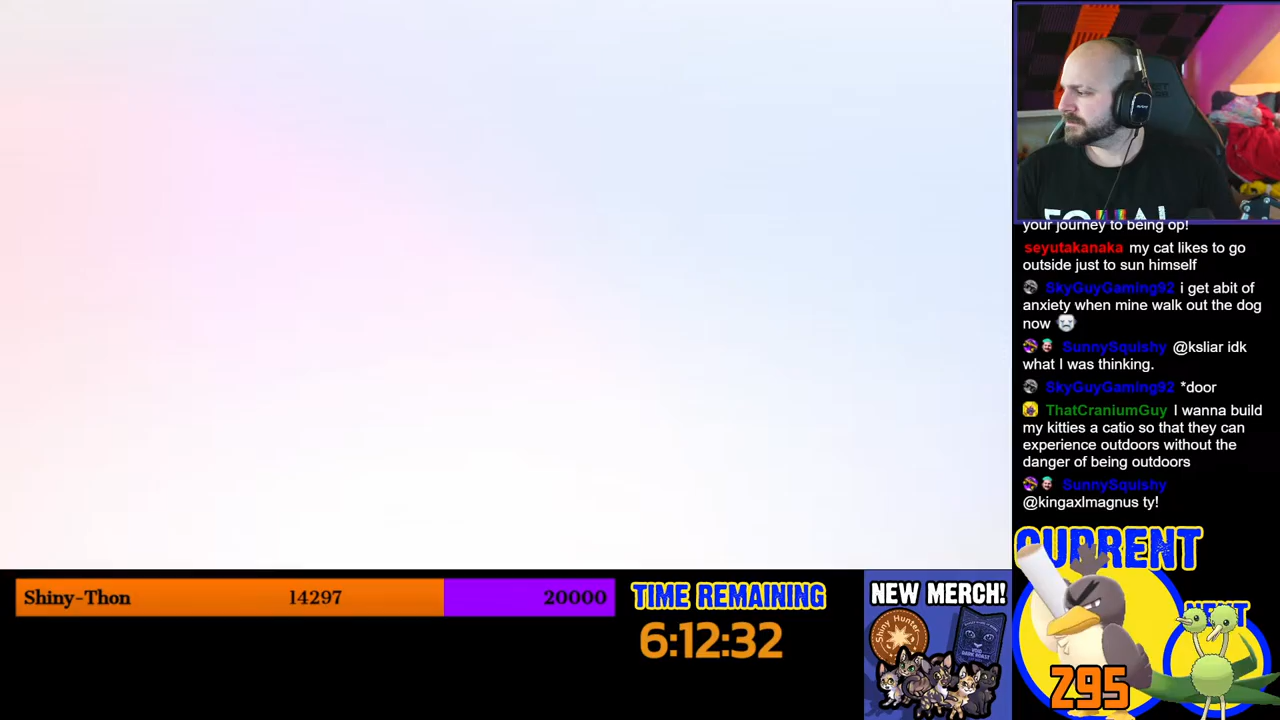 your journey to being op!
seyutakanaka my cat likes to go
outside just to sun himself
SkyGuyGaming92 i get abit of
anxiety when mine walk out the dog
now
SunnySquishy @ksliar idk
what I was thinking.
SkyGuyGaming92 *door
ThatCraniumGuy I wanna build
my kitties a catio so that they can
experience outdoors without the
danger of being outdoors
SunnySquishy
@kingaxlmagnus ty!
CURRENT
NEXT
295
Shiny-Thon 14297 20000
TIME REMAINING
6:12:32
NEW MERCH!
Shiny Hunter